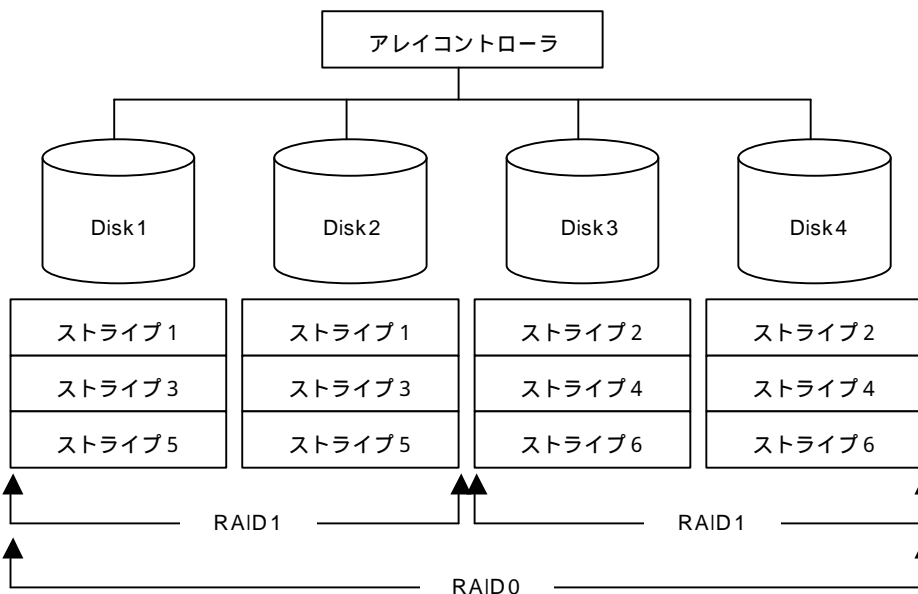 アレイコントローラ
Disk1 Disk2 Disk3 Disk4
ストライプ1 ストライプ1 ストライプ2 ストライプ2
ストライプ3 ストライプ3 ストライプ4 ストライプ4
ストライプ5 ストライプ5 ストライプ6 ストライプ6
RAID1 RAID1
RAID0